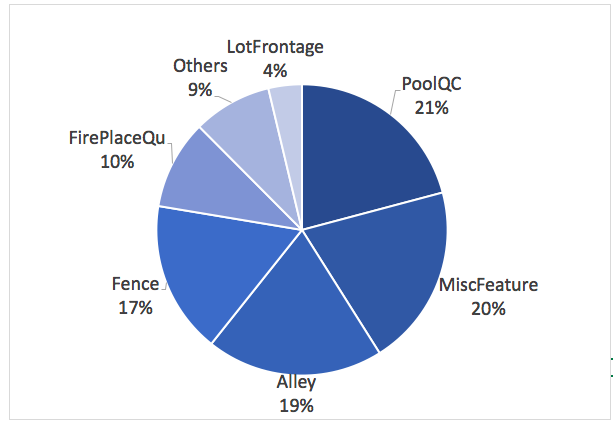 LotFrontage
4%
Others
9%
PoolQC
21%
FirePlaceQu
10%
Fence
17%
MiscFeature
20%
Alley
19%